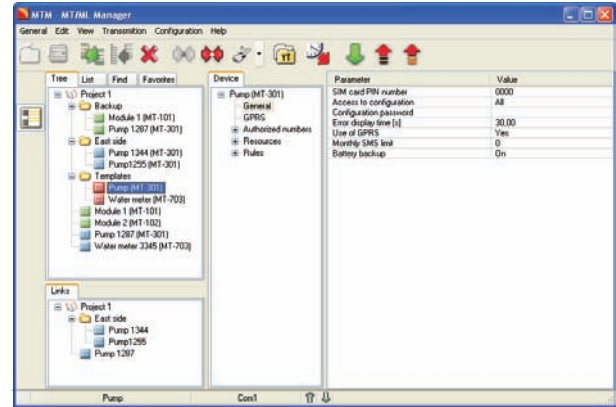 MTM - MT/ML Manager
General Edit View Transmition Configuration Help
Tree List Find Favorites
Project 1
Backup
Module 1 (MT-101)
Pump 1287 (MT-301)
East side
Pump 1344 (MT-301)
Pump1255 (MT-301)
Templates
Pump (MT-301)
Water meter (MT-703)
Module 1 (MT-101)
Module 2 (MT-102)
Pump 1287 (MT-301)
Water meter 3345 (MT-703)
Links
Project 1
East side
Pump 1344
Pump1255
Pump 1287
Device
Pump (MT-301)
General
GPRS
Authorized numbers
Resources
Rules
Parameter Value
SIM card PIN number 0000
Access to configuration All
Configuration password
Error display time [s] 30,00
Use of GPRS Yes
Monthly SMS limit 0
Battery backup On
Pump Com1